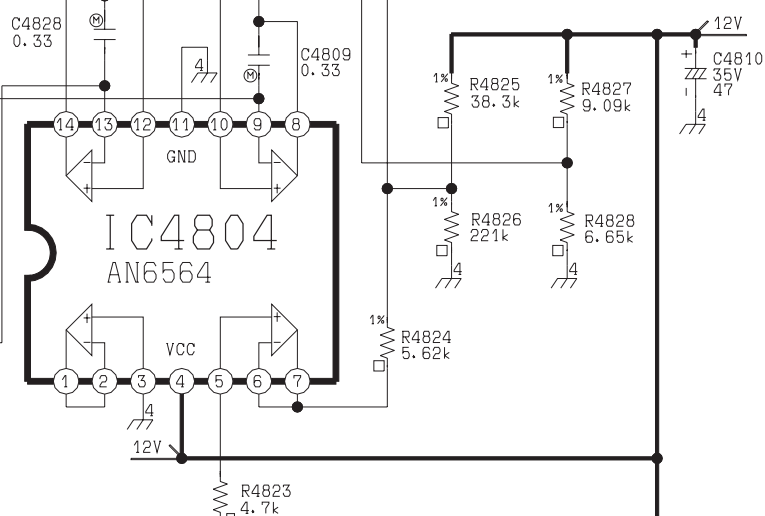 C4828
0.33
M
4
M
C4809
0.33
1%
R4825
38.3k
1%
R4827
9.09k
12V
+
C4810
35V
47
-
4
14
13
12
11
10
9
8
GND
-
+
-
+
IC4804
AN6564
1%
R4826
221k
4
1%
R4828
6.65k
4
+
-
+
-
VCC
1%
R4824
5.62k
1
2
3
4
5
6
7
4
12V
R4823
4.7k